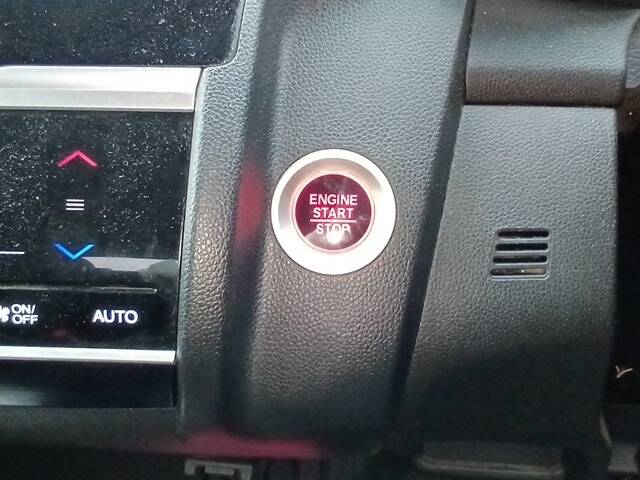 ENGINE
START
STOP
ON/
OFF
AUTO